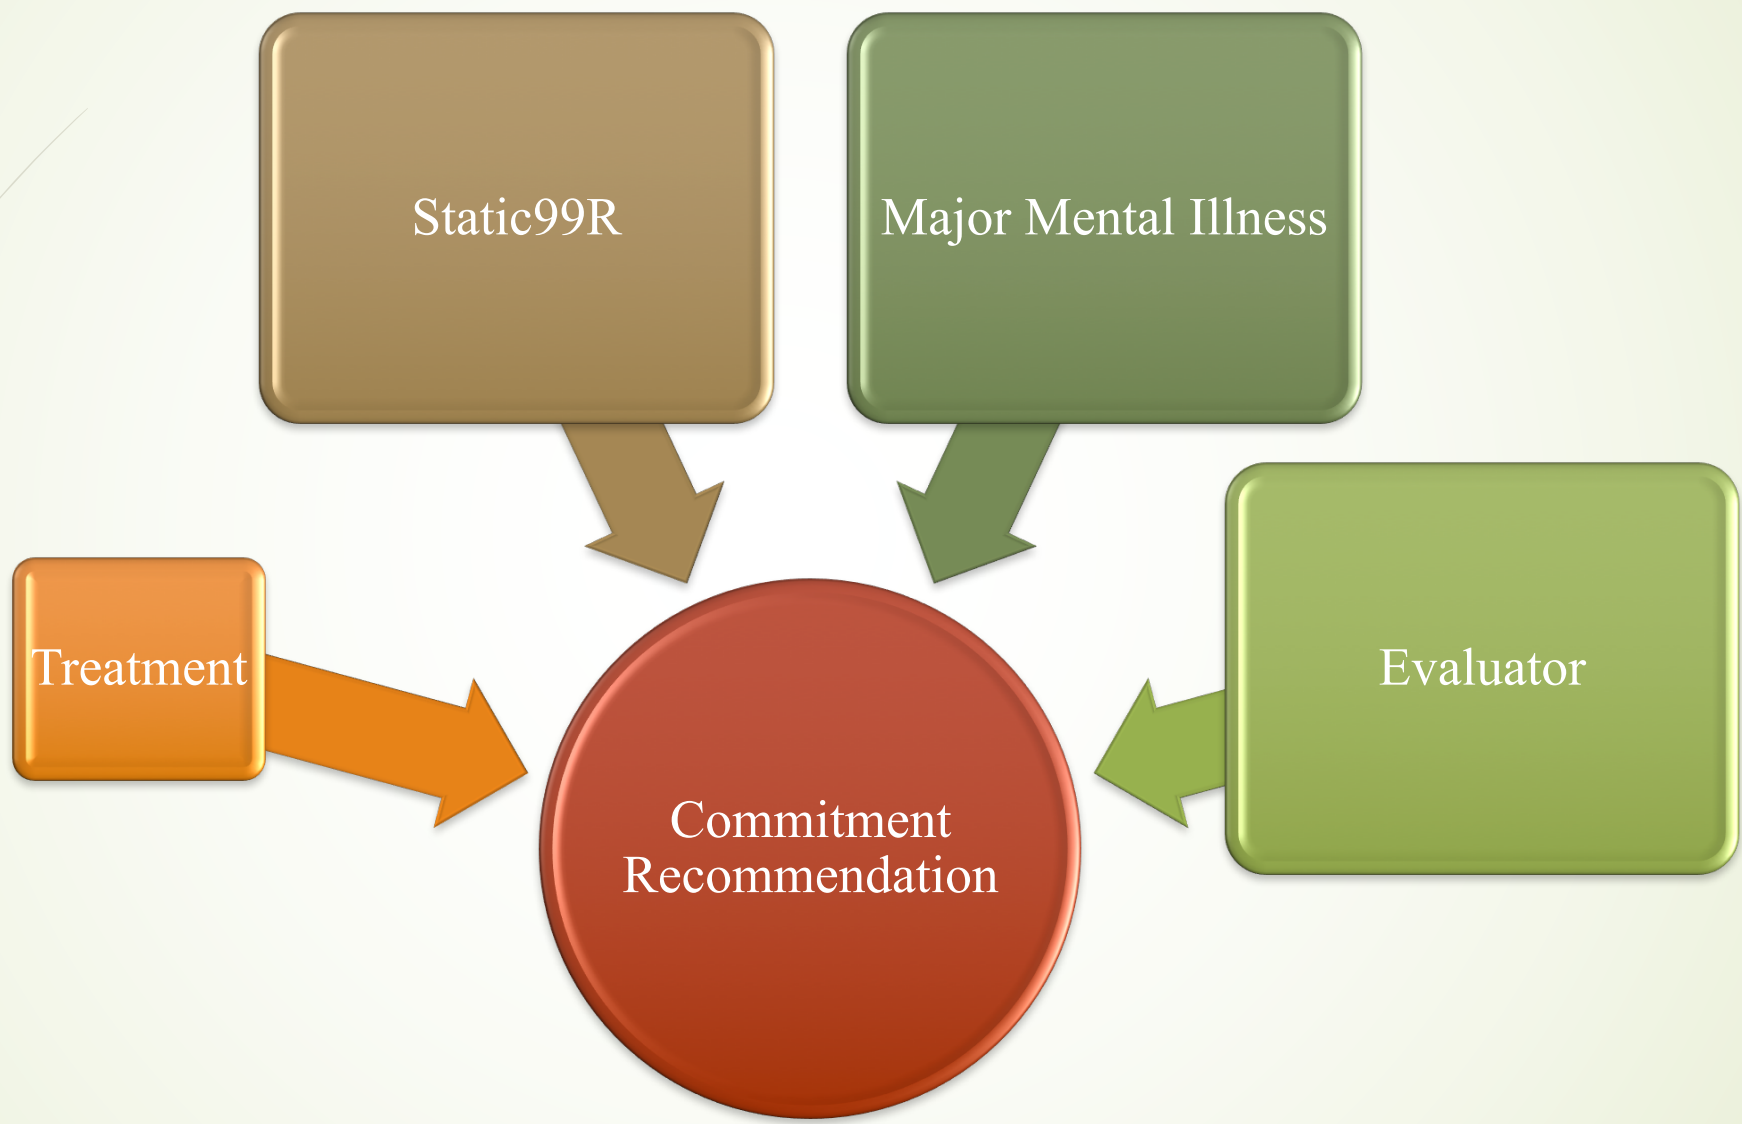 Static99R
Major Mental Illness
Treatment
Evaluator
Commitment
Recommendation